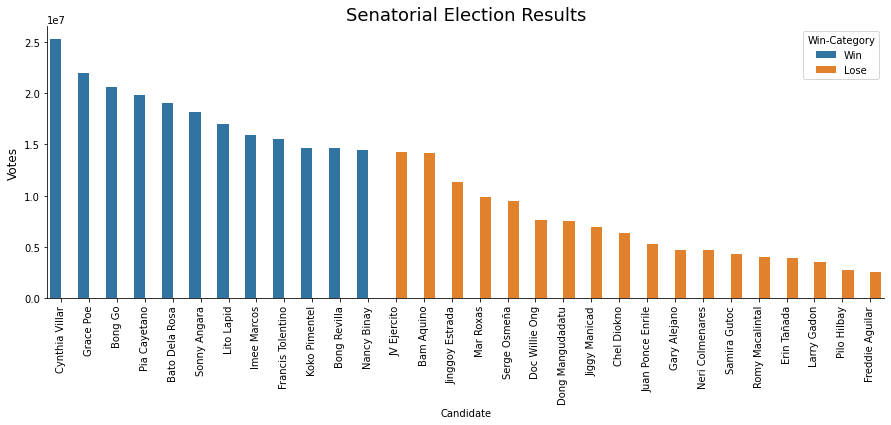 Senatorial Election Results
1e7
Win-Category
Win
Lose
2.5
2.0
1.5
1.0
0.5
0.0
Votes
Cynthia Villar
Grace Poe
Bong Go
Pia Cayetano
Bato Dela Rosa
Sonny Angara
Lito Lapid
Imee Marcos
Francis Tolentino
Koko Pimentel
Bong Revilla
Nancy Binay
JV Ejercito
Bam Aquino
Jinggoy Estrada
Mar Roxas
Serge Osmeña
Doc Willie Ong
Dong Mangudadatu
Jiggy Manicad
Chel Diokno
Juan Ponce Enrile
Gary Alejano
Neri Colmenares
Samira Gutoc
Romy Macalintal
Erin Tañada
Larry Gadon
Pilo Hilbay
Freddie Aguilar
Candidate